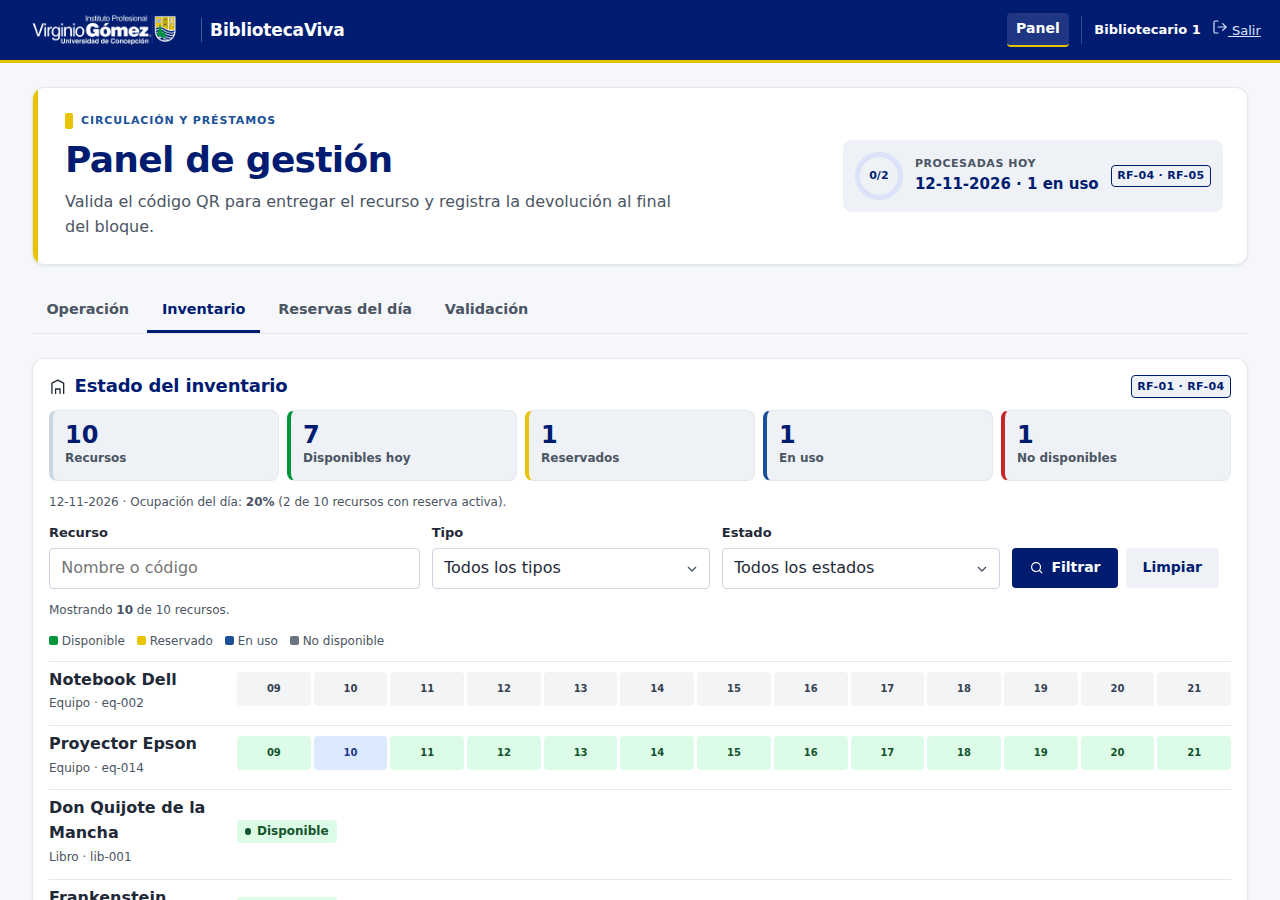 Instituto Profesional
VirginioGómez
Universidad de Concepción
BibliotecaViva
Panel
Bibliotecario 1
Salir
CIRCULACIÓN Y PRÉSTAMOS
Panel de gestión
Valida el código QR para entregar el recurso y registra la devolución al final
del bloque.
0/2
PROCESADAS HOY
12-11-2026 · 1 en uso
RF-04 · RF-05
Operación
Inventario
Reservas del día
Validación
Estado del inventario
RF-01 · RF-04
10
Recursos
7
Disponibles hoy
1
Reservados
1
En uso
1
No disponibles
12-11-2026 · Ocupación del día: 20% (2 de 10 recursos con reserva activa).
Recurso
Tipo
Estado
Nombre o código
Todos los tipos
Todos los estados
Filtrar
Limpiar
Mostrando 10 de 10 recursos.
Disponible
Reservado
En uso
No disponible
Notebook Dell
Equipo · eq-002
09 10 11 12 13 14 15 16 17 18 19 20 21
Proyector Epson
Equipo · eq-014
09 10 11 12 13 14 15 16 17 18 19 20 21
Don Quijote de la
Mancha
Libro · lib-001
Disponible
Frankenstein